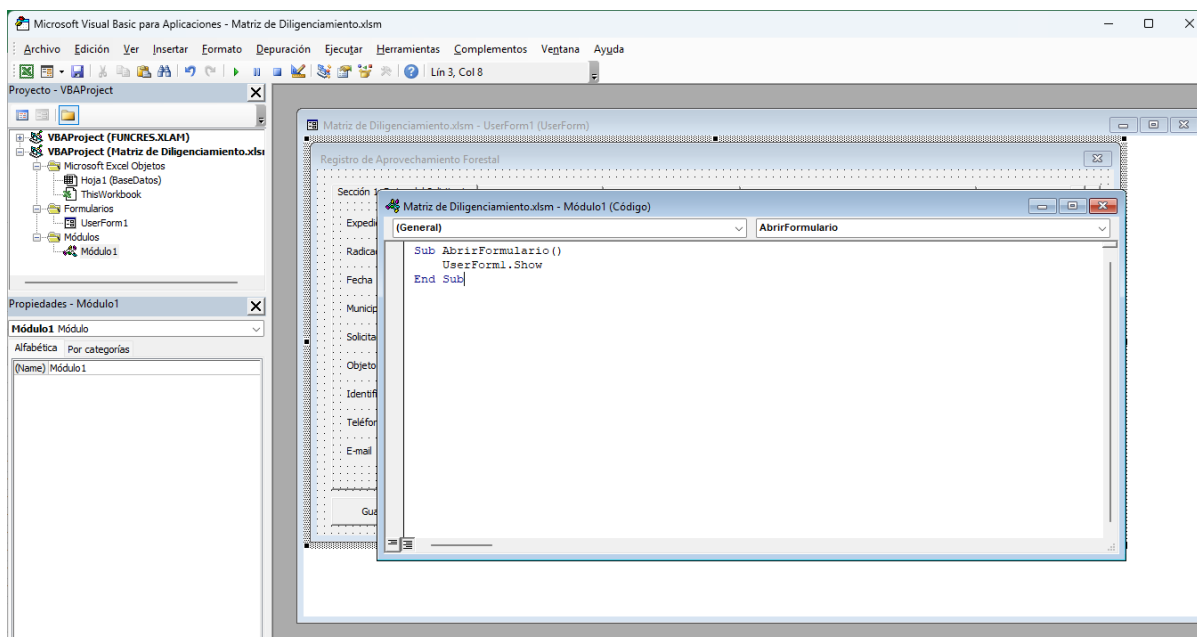 Microsoft Visual Basic para Aplicaciones - Matriz de Diligenciamiento.xlsm
Archivo Edición Ver Insertar Formato Depuración Ejecutar Herramientas Complementos Ventana Ayuda
Lín 3, Col 8
Proyecto - VBAProject
VBAProject (FUNCRES.XLAM)
VBAProject (Matriz de Diligenciamiento.xls
Microsoft Excel Objetos
Hoja1 (BaseDatos)
ThisWorkbook
Formularios
UserForm1
Módulos
Módulo1
Propiedades - Módulo1
Módulo1 Módulo
Alfabética Por categorías
(Name) Módulo1
Matriz de Diligenciamiento.xlsm - UserForm1 (UserForm)
Registro de Aprovechamiento Forestal
Sección 1
Expedi
Radica
Fecha
Municip
Solicita
Objeto
Identifi
Teléfor
E-mail
Gua
Matriz de Diligenciamiento.xlsm - Módulo1 (Código)
(General) AbrirFormulario
Sub AbrirFormulario()
UserForm1.Show
End Sub